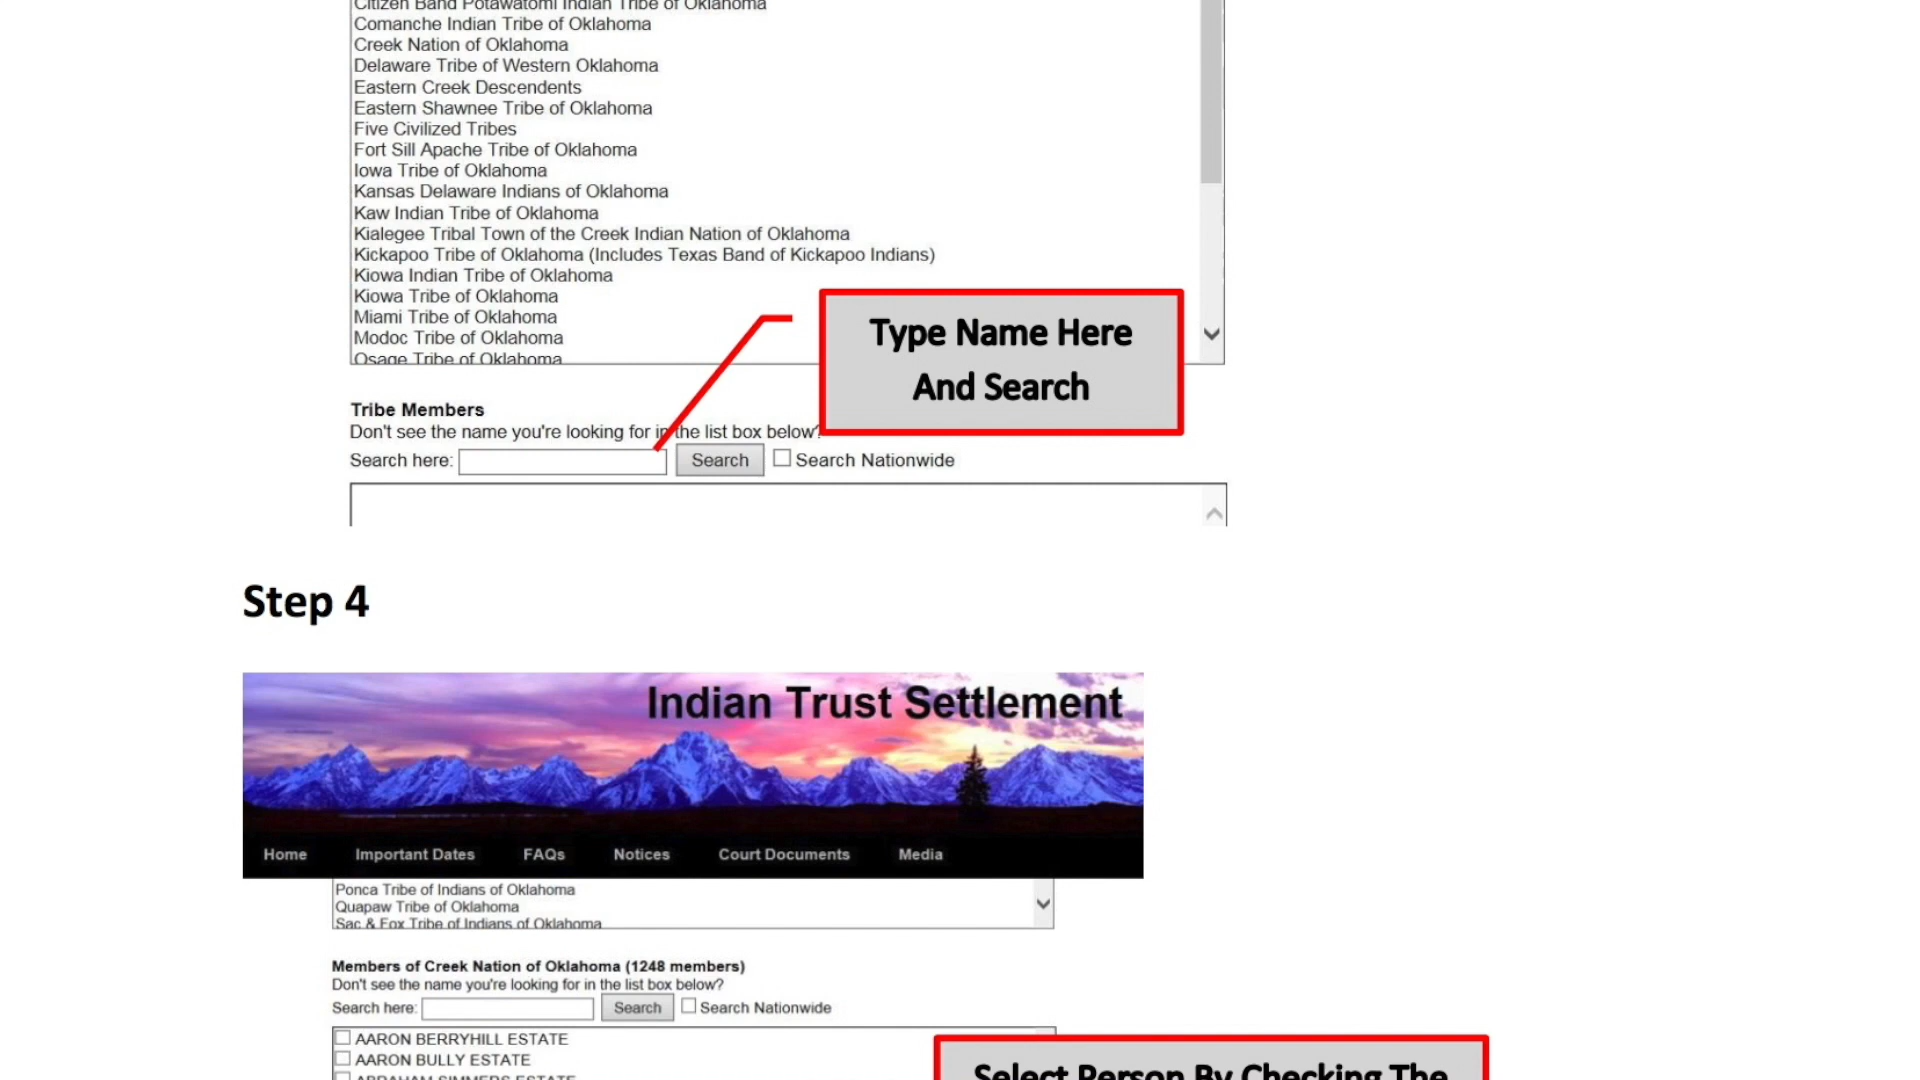 Citizen Band Potawatomi Indian Tribe of Oklahoma
Comanche Indian Tribe of Oklahoma
Creek Nation of Oklahoma
Delaware Tribe of Western Oklahoma
Eastern Creek Descendents
Eastern Shawnee Tribe of Oklahoma
Five Civilized Tribes
Fort Sill Apache Tribe of Oklahoma
Iowa Tribe of Oklahoma
Kansas Delaware Indians of Oklahoma
Kaw Indian Tribe of Oklahoma
Kialegee Tribal Town of the Creek Indian Nation of Oklahoma
Kickapoo Tribe of Oklahoma (Includes Texas Band of Kickapoo Indians)
Kiowa Indian Tribe of Oklahoma
Kiowa Tribe of Oklahoma
Miami Tribe of Oklahoma
Modoc Tribe of Oklahoma
Osage Tribe of Oklahoma
Type Name Here
And Search
Tribe Members
Don't see the name you're looking for in the list box below?
Search here: Search Search Nationwide
Step 4
Indian Trust Settlement
Home Important Dates FAQs Notices Court Documents Media
Ponca Tribe of Indians of Oklahoma
Quapaw Tribe of Oklahoma
Sac & Fox Tribe of Indians of Oklahoma
Members of Creek Nation of Oklahoma (1248 members)
Don't see the name you're looking for in the list box below?
Search here: Search Search Nationwide
AARON BERRYHILL ESTATE
AARON BULLY ESTATE
ABRAHAM SIMMERS ESTATE
Select Person By Checking The